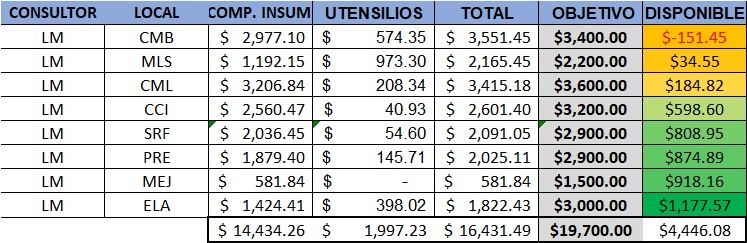 CONSULTOR LOCAL COMP. INSUM UTENSILIOS TOTAL OBJETIVO DISPONIBLE
LM CMB $ 2,977.10 $ 574.35 $ 3,551.45 $3,400.00 $-151.45
LM MLS $ 1,192.15 $ 973.30 $ 2,165.45 $2,200.00 $34.55
LM CML $ 3,206.84 $ 208.34 $ 3,415.18 $3,600.00 $184.82
LM CCI $ 2,560.47 $ 40.93 $ 2,601.40 $3,200.00 $598.60
LM SRF $ 2,036.45 $ 54.60 $ 2,091.05 $2,900.00 $808.95
LM PRE $ 1,879.40 $ 145.71 $ 2,025.11 $2,900.00 $874.89
LM MEJ $ 581.84 $ - $ 581.84 $1,500.00 $918.16
LM ELA $ 1,424.41 $ 398.02 $ 1,822.43 $3,000.00 $1,177.57
$ 14,434.26 $ 1,997.23 $ 16,431.49 $19,700.00 $4,446.08